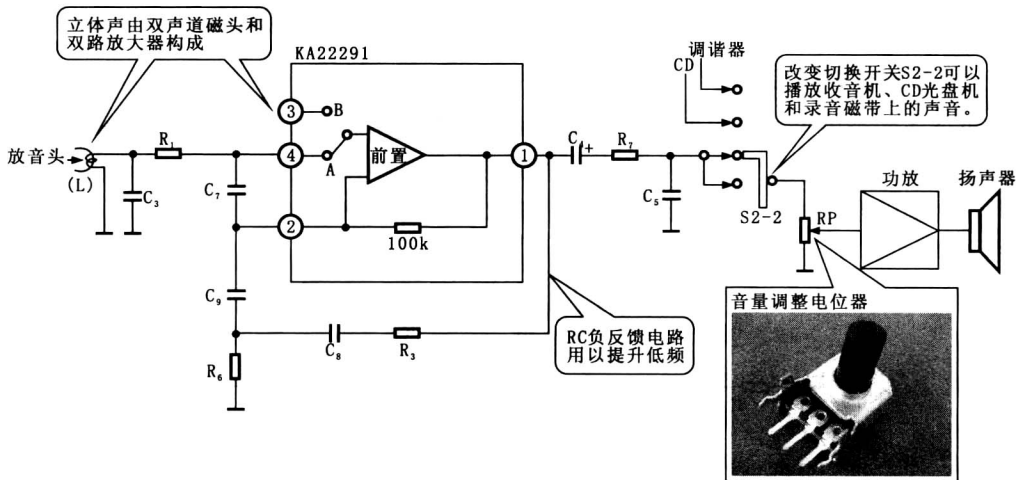 立体声由双声道磁头和
双路放大器构成
KA22291
调谐器
CD
改变切换开关S2-2可以
播放收音机、CD光盘机
和录音磁带上的声音。
3
B
放音头
(L)
R₁
4
A
前置
1
C
+
R₇
C₃
C₇
C₅
S2-2
功放
扬声器
2
100k
RP
C₉
音量调整电位器
C₈
R₃
RC负反馈电路
用以提升低频
R₆